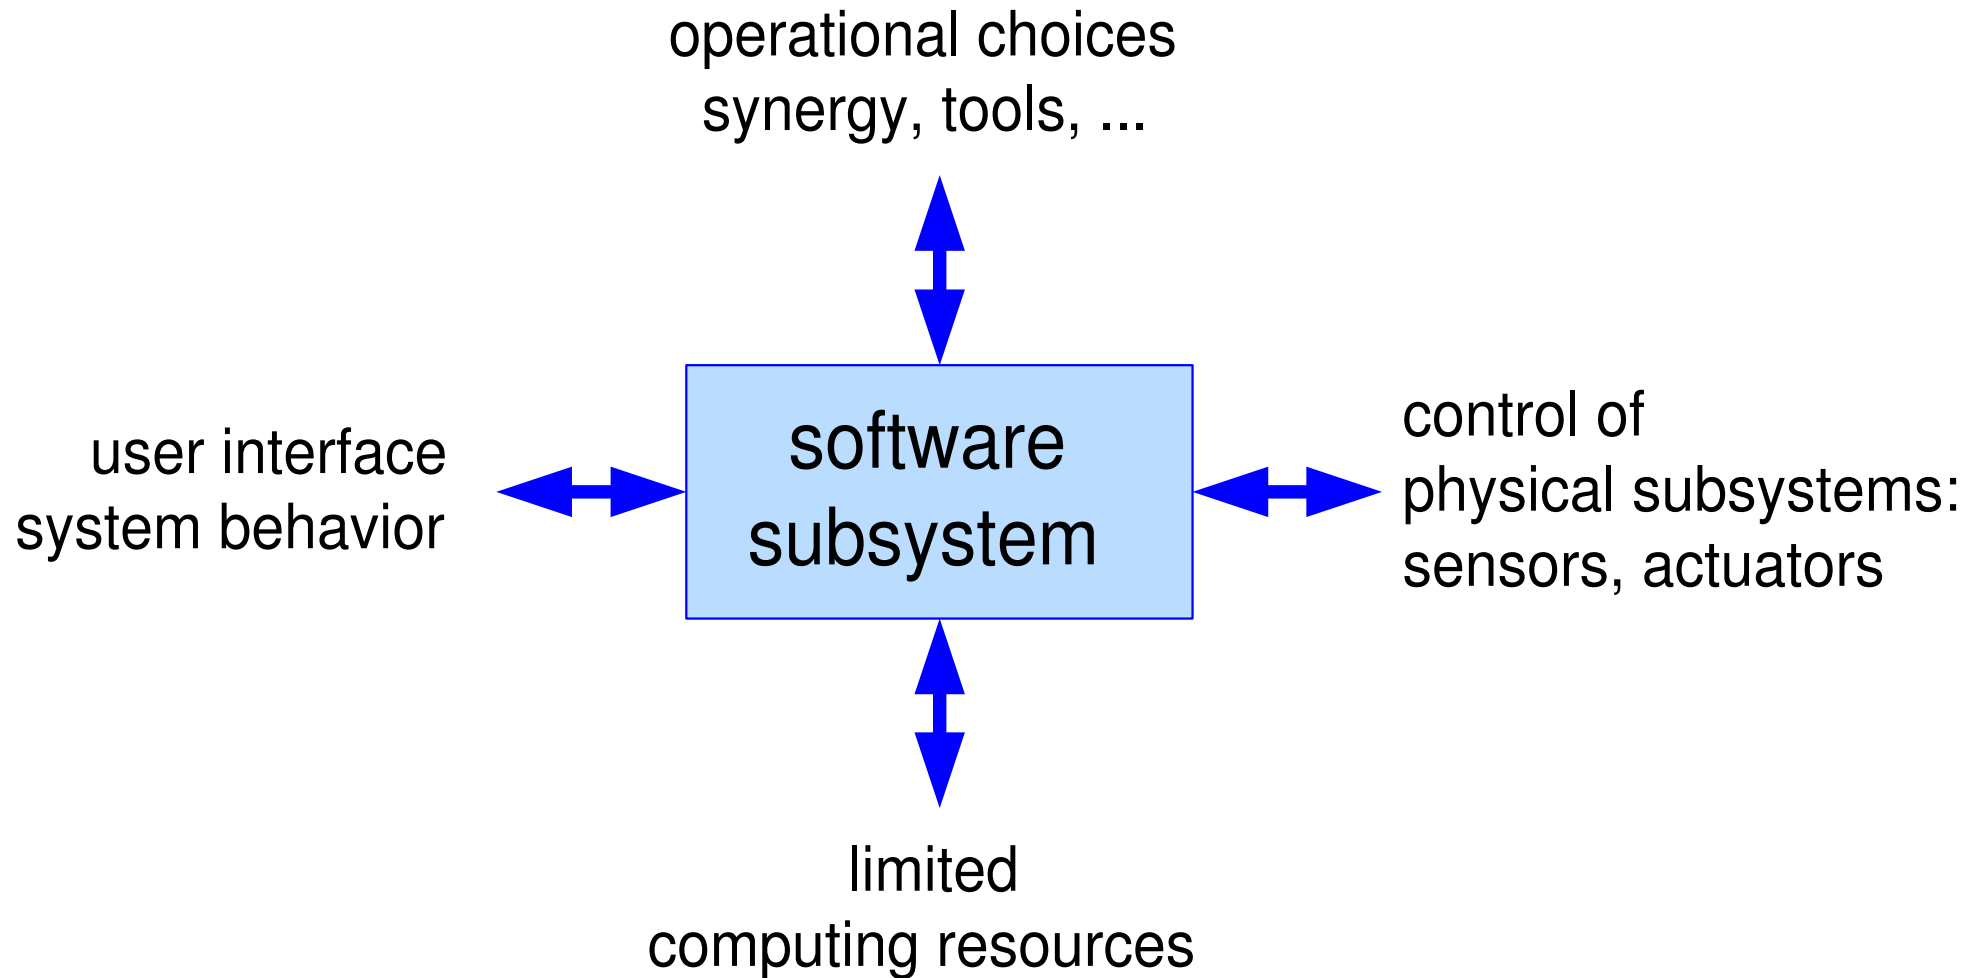 operational choices
synergy, tools, ...
user interface
system behavior
software
subsystem
control of
physical subsystems:
sensors, actuators
limited
computing resources